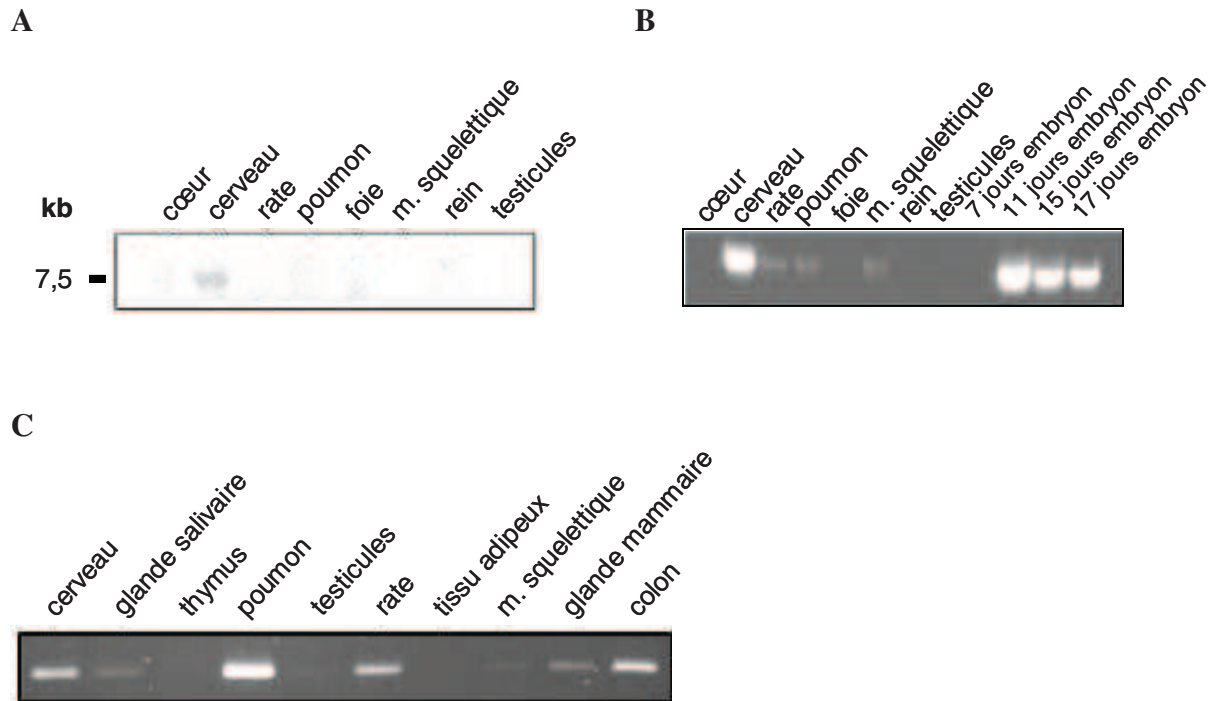 A
B
kb
cœur
cerveau
rate
poumon
foie
m. squelettique
rein
testicules
7,5
cœur
cerveau
rate
poumon
foie
m. squelettique
rein
testicules
7 jours embryon
11 jours embryon
15 jours embryon
17 jours embryon
C
cerveau
glande salivaire
thymus
poumon
testicules
rate
tissu adipeux
m. squelettique
glande mammaire
colon